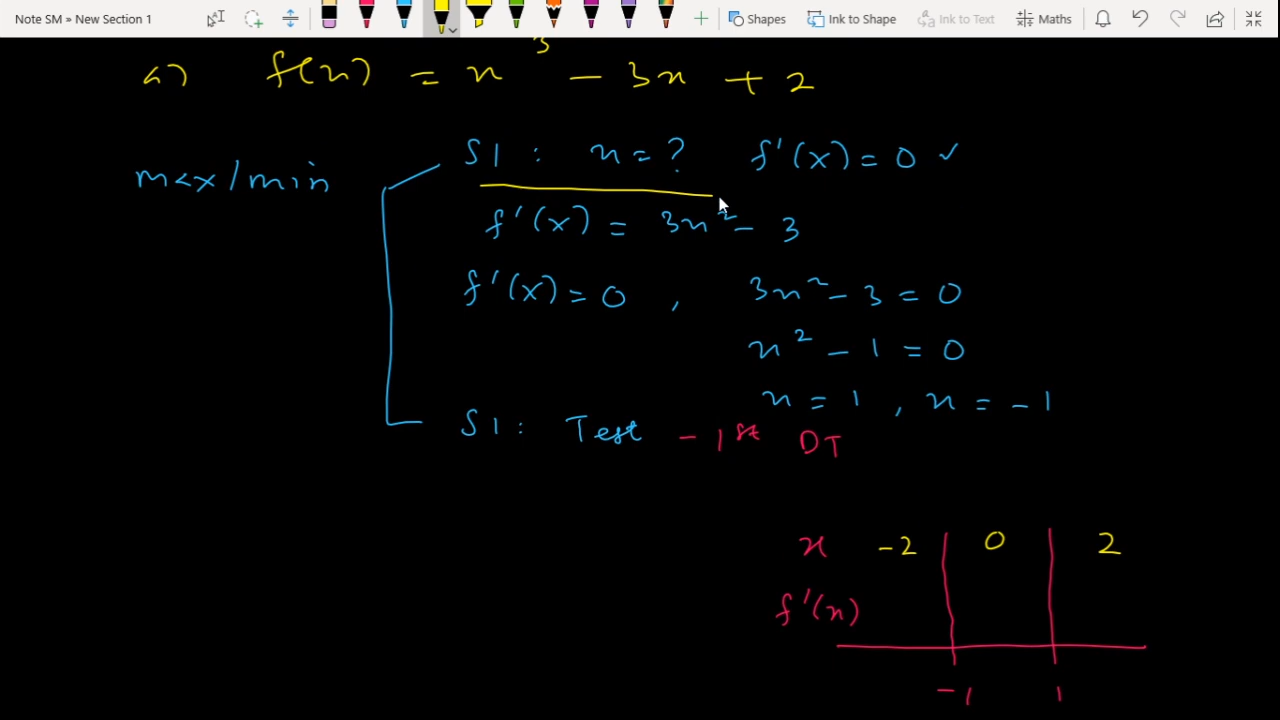 Note SM » New Section 1
Shapes Ink to Shape Ink to Text Maths
a) f(x) = x³ - 3x + 2
max/min
S1 : x = ? f'(x) = 0 ✓
f'(x) = 3x² - 3
f'(x) = 0 , 3x² - 3 = 0
x² - 1 = 0
x = 1 , x = -1
S1 : Test - 1st DT
x -2 0 2
f'(x)
-1 1